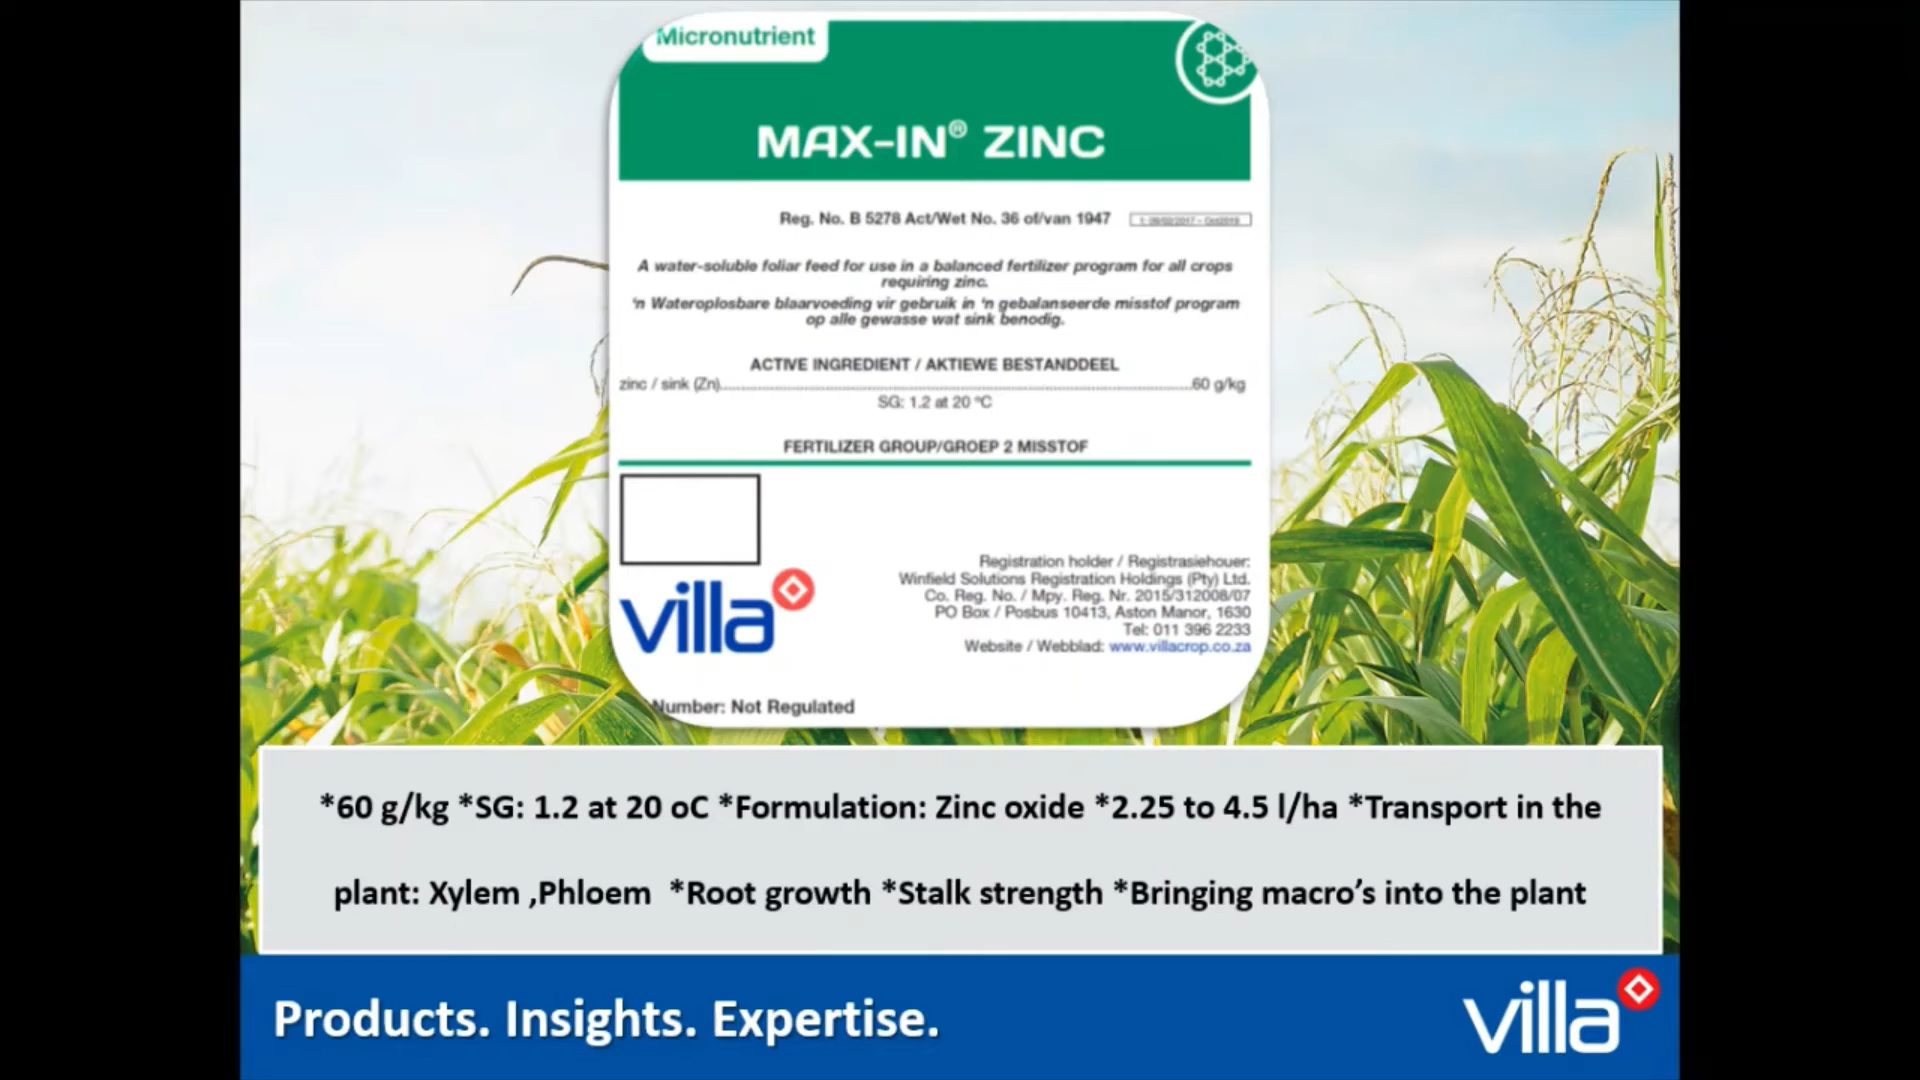 Micronutrient
MAX-IN® ZINC
Reg. No. B 5278 Act/Wet No. 36 of/van 1947
A water-soluble foliar feed for use in a balanced fertilizer program for all crops
requiring zinc.
'n Wateroplosbare blaarvoeding vir gebruik in 'n gebalanseerde misstof program
op alle gewasse wat sink benodig.
ACTIVE INGREDIENT / AKTIEWE BESTANDDEEL
zinc / sink (Zn)..........60 g/kg
SG: 1.2 at 20 °C
FERTILIZER GROUP/GROEP 2 MISSTOF
villa
Registration holder / Registrasiehouer:
Winfield Solutions Registration Holdings (Pty) Ltd.
Co. Reg. No. / Mpy. Reg. Nr. 2015/312008/07
PO Box / Posbus 10413, Aston Manor, 1630
Tel: 011 396 2233
Website / Webblad: www.villacrop.co.za
Number: Not Regulated
*60 g/kg *SG: 1.2 at 20 oC *Formulation: Zinc oxide *2.25 to 4.5 l/ha *Transport in the
plant: Xylem ,Phloem *Root growth *Stalk strength *Bringing macro's into the plant
Products. Insights. Expertise.
villa